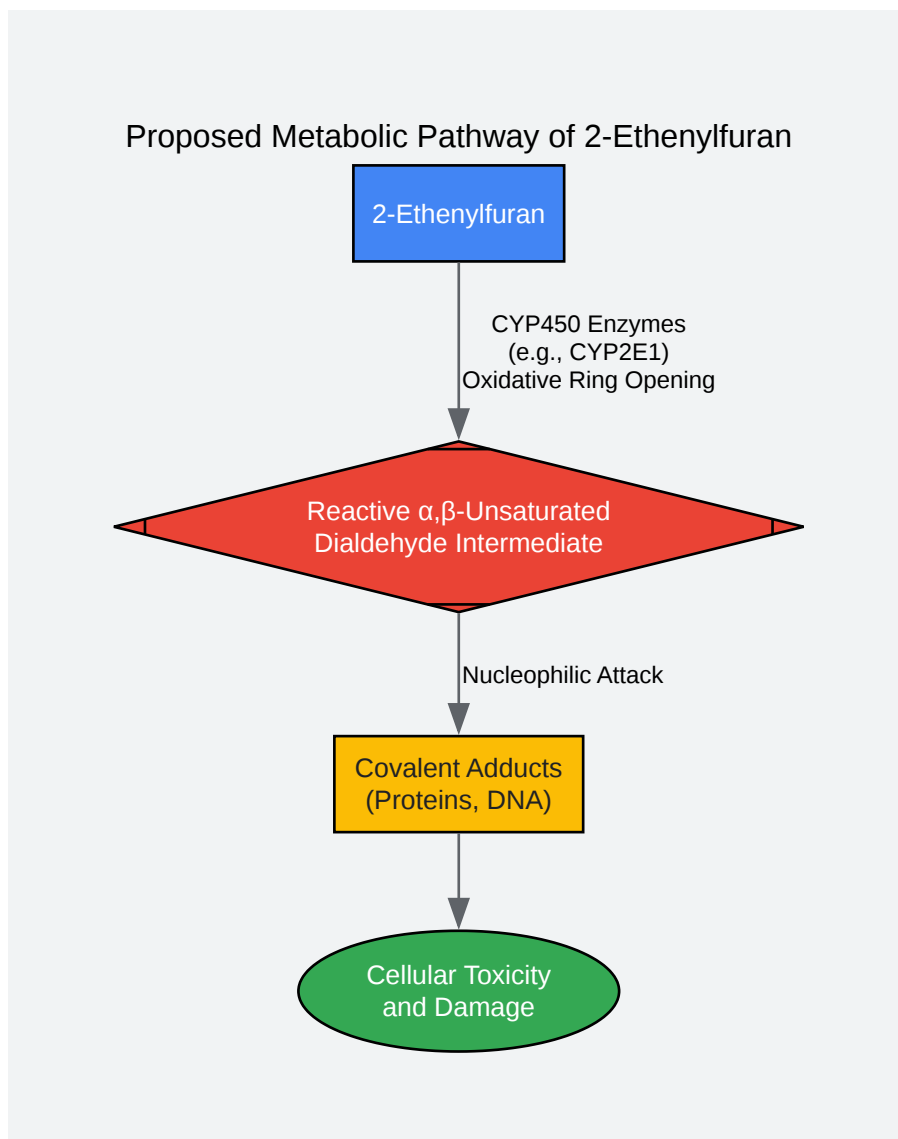 Proposed Metabolic Pathway of 2-Ethenylfuran
2-Ethenylfuran
CYP450 Enzymes
(e.g., CYP2E1)
Oxidative Ring Opening
Reactive α,β-Unsaturated
Dialdehyde Intermediate
Nucleophilic Attack
Covalent Adducts
(Proteins, DNA)
Cellular Toxicity
and Damage